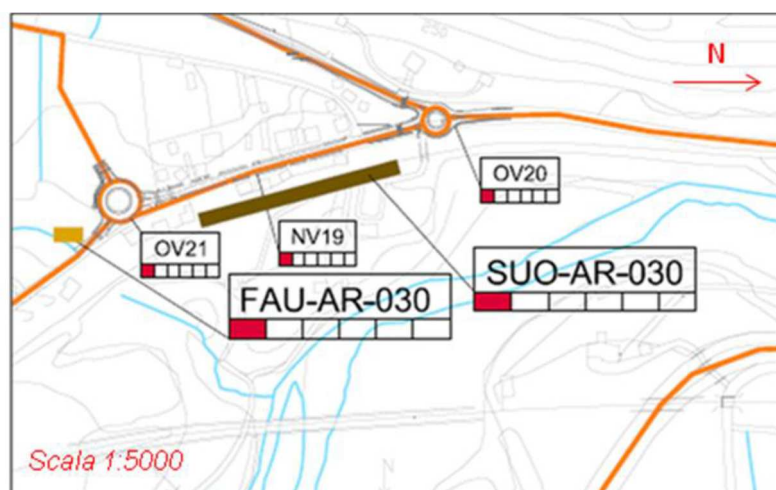 N
OV20
OV21
NV19
SUO-AR-030
FAU-AR-030
Scala 1:5000
N